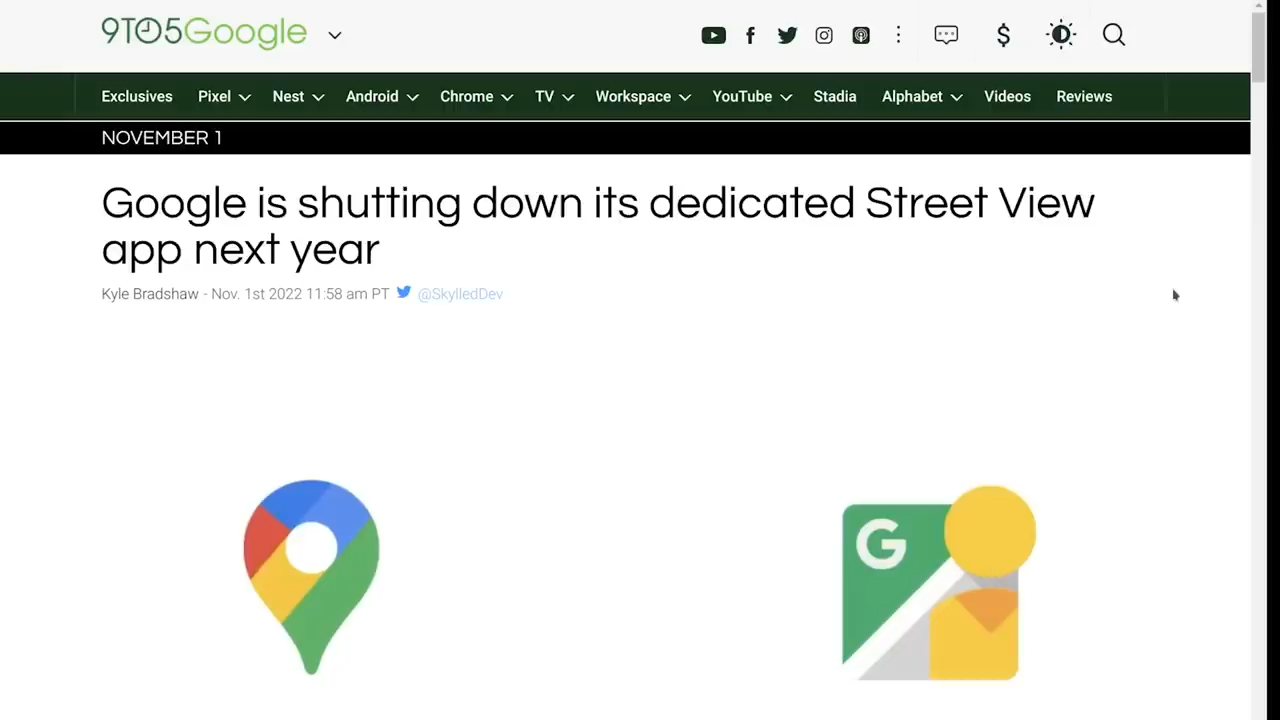 9TO5Google
Exclusives Pixel Nest Android Chrome TV Workspace YouTube Stadia Alphabet Videos Reviews
NOVEMBER 1
Google is shutting down its dedicated Street View
app next year
Kyle Bradshaw - Nov. 1st 2022 11:58 am PT @SkylledDev
G